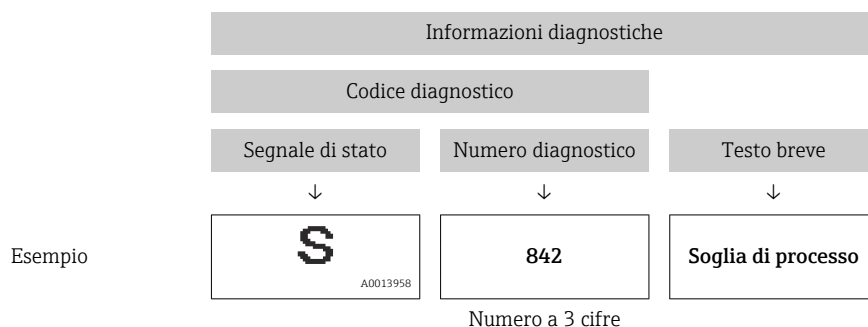 Informazioni diagnostiche
Codice diagnostico
Segnale di stato Numero diagnostico Testo breve
↓ ↓ ↓
Esempio S 842 Soglia di processo
A0013958
Numero a 3 cifre